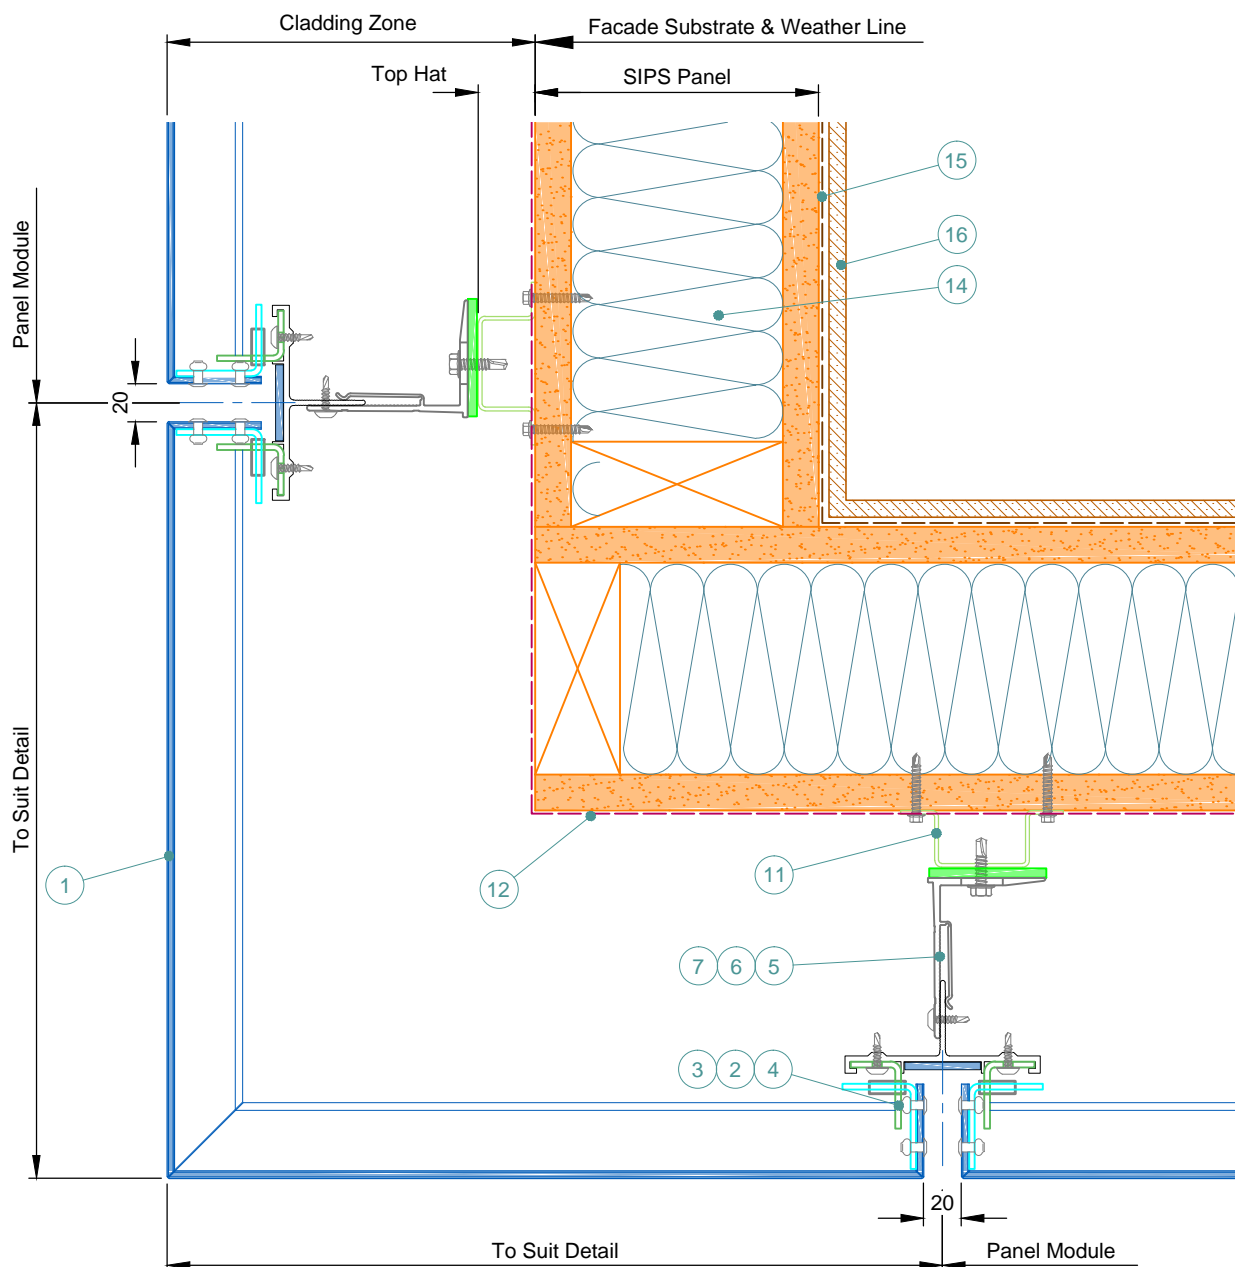 Cladding Zone
Facade Substrate & Weather Line
Top Hat
SIPS Panel
15
16
14
Panel Module
20
To Suit Detail
1
12
11
7 6 5
3 2 4
20
To Suit Detail
Panel Module